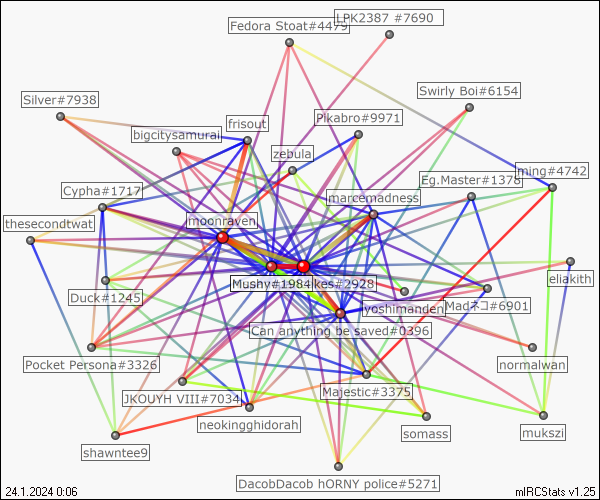 LPK2387 #7690
Fedora Stoat#4479
Swirly Boi#6154
Silver#7938
Pikabro#9971
frisout
bigcitysamurai
zebula
ming#4742
Eg.Master#1378
Cypha#1717
marcemadness
moonraven
thesecondtwat
eliakith
Mushy#1984
kes#2928
Duck#1245
Madネコ#6901
yoshimanden
Can anything be saved#0396
Pocket Persona#3326
normalwan
Majestic#3375
JKOUYH VIII#7034
neokingghidorah
somass
mukszi
shawntee9
DacobDacob hORNY police#5271
24.1.2024 0:06
mIRCStats v1.25